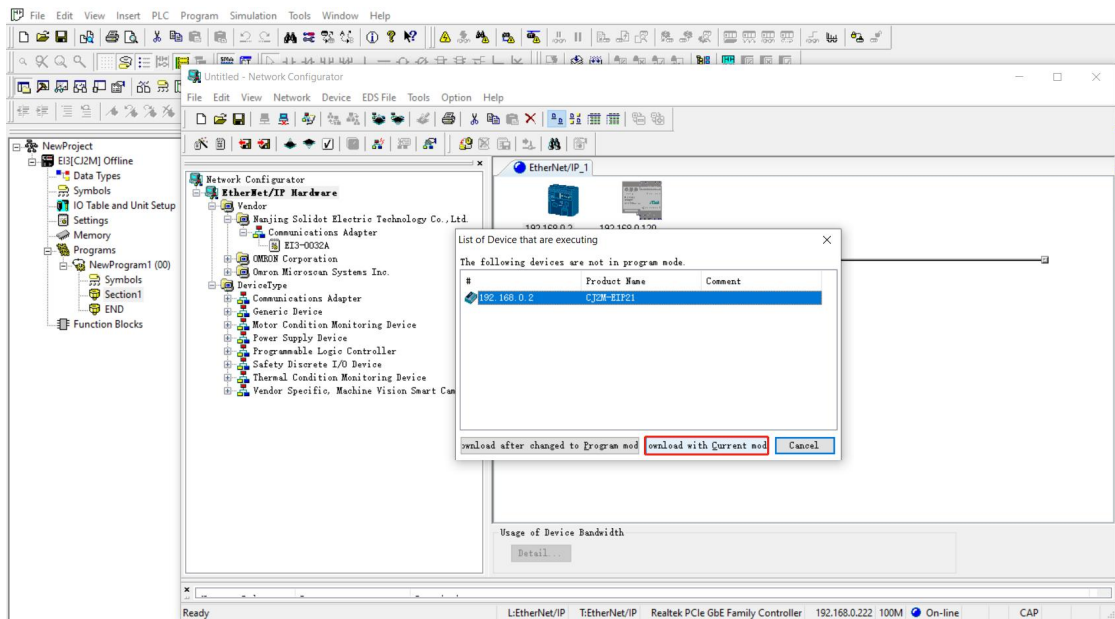 File Edit View Insert PLC Program Simulation Tools Window Help
Untitled - Network Configurator
File Edit View Network Device EDS File Tools Option Help
NewProject
EI3[CJ2M] Offline
Data Types
Symbols
IO Table and Unit Setup
Settings
Memory
Programs
NewProgram1 (00)
Symbols
Section1
END
Function Blocks
Network Configurator
EtherNet/IP Hardware
Vendor
Nanjing Solidot Electric Technology Co., Ltd.
Communications Adapter
EI3-0032A
OMRON Corporation
Omron Microscan Systems Inc.
DeviceType
Communications Adapter
Generic Device
Motor Condition Monitoring Device
Power Supply Device
Programmable Logic Controller
Safety Discrete I/O Device
Thermal Condition Monitoring Device
Vendor Specific, Machine Vision Smart Cam
EtherNet/IP_1
192.168.0.2 192.168.0.120
List of Device that are executing
The following devices are not in program mode.
# Product Name Comment
192.168.0.2 CJ2M-EIP21
ownload after changed to Program mod ownload with Current mod Cancel
Usage of Device Bandwidth
Detail...
Ready L:EtherNet/IP T:EtherNet/IP Realtek PCIe GbE Family Controller 192.168.0.222 100M On-line CAP